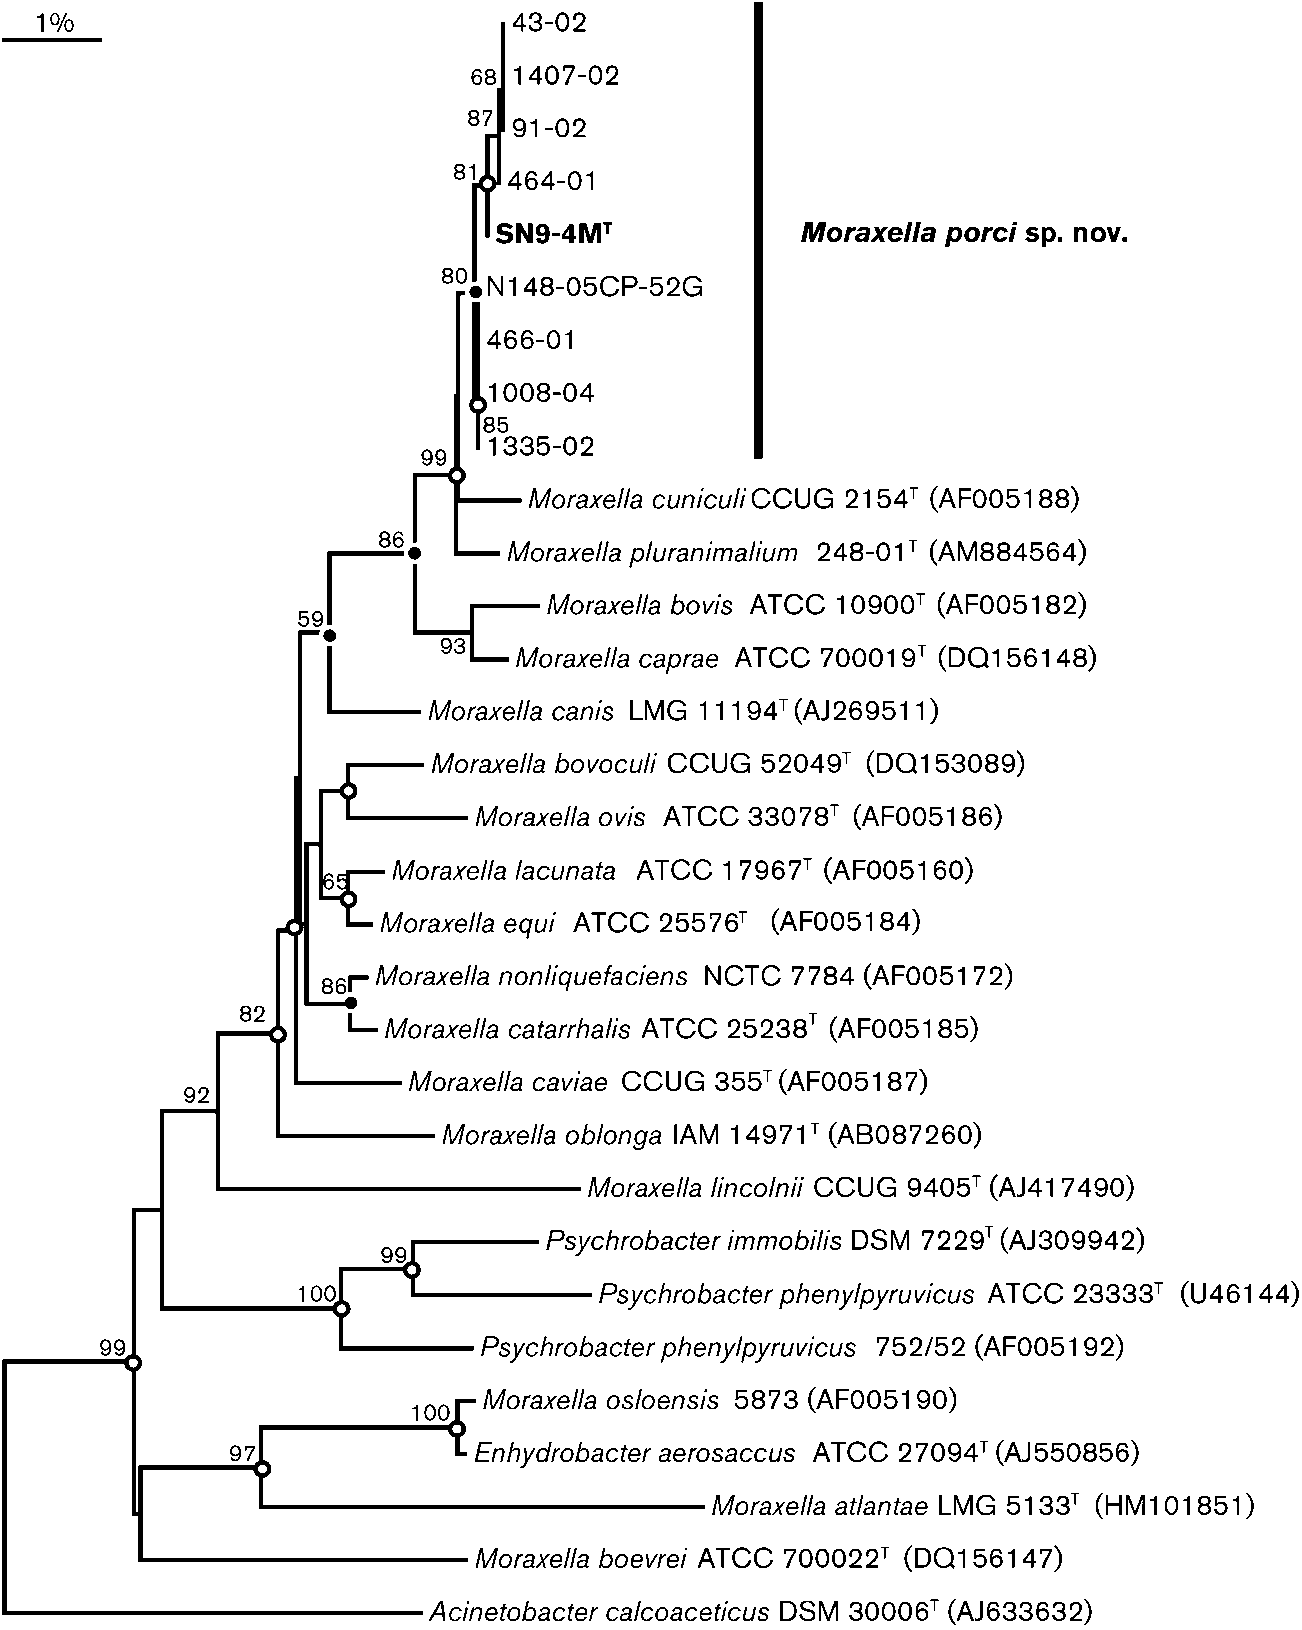 1%
43-02
68
1407-02
87
91-02
81
464-01
SN9-4Mᵀ
Moraxella porci sp. nov.
80
N148-05CP-52G
466-01
1008-04
85
1335-02
99
Moraxella cuniculi CCUG 2154ᵀ (AF005188)
86
Moraxella pluranimalium 248-01ᵀ (AM884564)
59
Moraxella bovis ATCC 10900ᵀ (AF005182)
93
Moraxella caprae ATCC 700019ᵀ (DQ156148)
Moraxella canis LMG 11194ᵀ (AJ269511)
Moraxella bovoculi CCUG 52049ᵀ (DQ153089)
Moraxella ovis ATCC 33078ᵀ (AF005186)
Moraxella lacunata ATCC 17967ᵀ (AF005160)
65
Moraxella equi ATCC 25576ᵀ (AF005184)
Moraxella nonliquefaciens NCTC 7784 (AF005172)
86
82
Moraxella catarrhalis ATCC 25238ᵀ (AF005185)
Moraxella caviae CCUG 355ᵀ (AF005187)
92
Moraxella oblonga IAM 14971ᵀ (AB087260)
Moraxella lincolnii CCUG 9405ᵀ (AJ417490)
Psychrobacter immobilis DSM 7229ᵀ (AJ309942)
99
100
Psychrobacter phenylpyruvicus ATCC 23333ᵀ (U46144)
99
Psychrobacter phenylpyruvicus 752/52 (AF005192)
Moraxella osloensis 5873 (AF005190)
100
97
Enhydrobacter aerosaccus ATCC 27094ᵀ (AJ550856)
Moraxella atlantae LMG 5133ᵀ (HM101851)
Moraxella boevrei ATCC 700022ᵀ (DQ156147)
Acinetobacter calcoaceticus DSM 30006ᵀ (AJ633632)